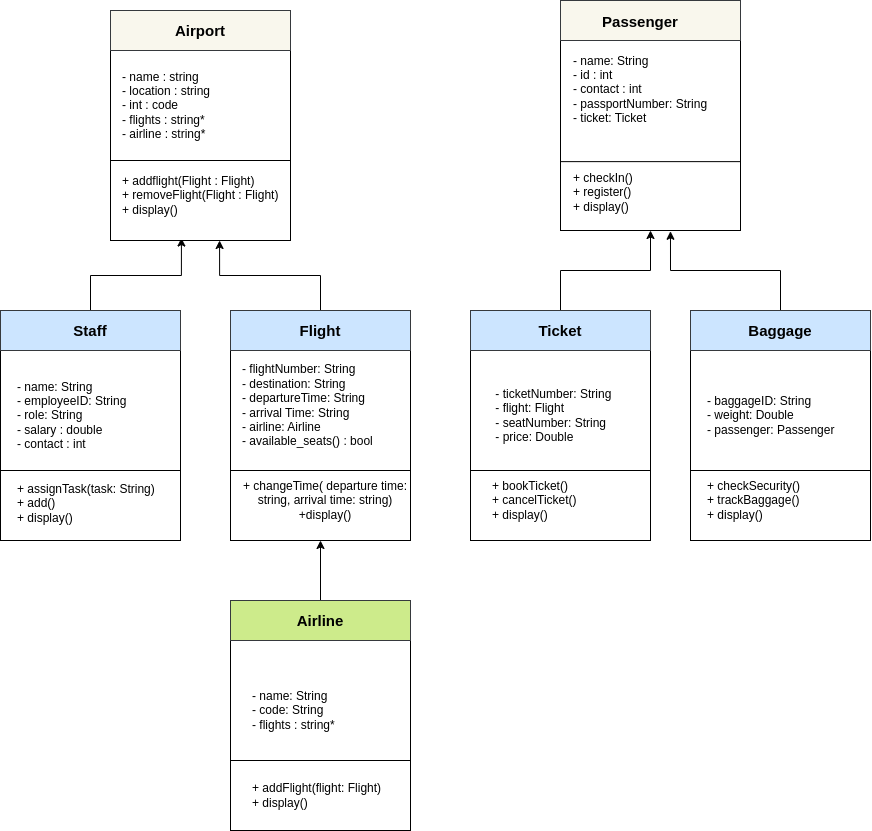 Airport
- name : string
- location : string
- int : code
- flights : string*
- airline : string*
+ addflight(Flight : Flight)
+ removeFlight(Flight : Flight)
+ display()
Passenger
- name: String
- id : int
- contact : int
- passportNumber: String
- ticket: Ticket
+ checkIn()
+ register()
+ display()
Staff
- name: String
- employeeID: String
- role: String
- salary : double
- contact : int
+ assignTask(task: String)
+ add()
+ display()
Flight
- flightNumber: String
- destination: String
- departureTime: String
- arrival Time: String
- airline: Airline
- available_seats() : bool
+ changeTime( departure time:
string, arrival time: string)
+display()
Ticket
- ticketNumber: String
- flight: Flight
- seatNumber: String
- price: Double
+ bookTicket()
+ cancelTicket()
+ display()
Baggage
- baggageID: String
- weight: Double
- passenger: Passenger
+ checkSecurity()
+ trackBaggage()
+ display()
Airline
- name: String
- code: String
- flights : string*
+ addFlight(flight: Flight)
+ display()